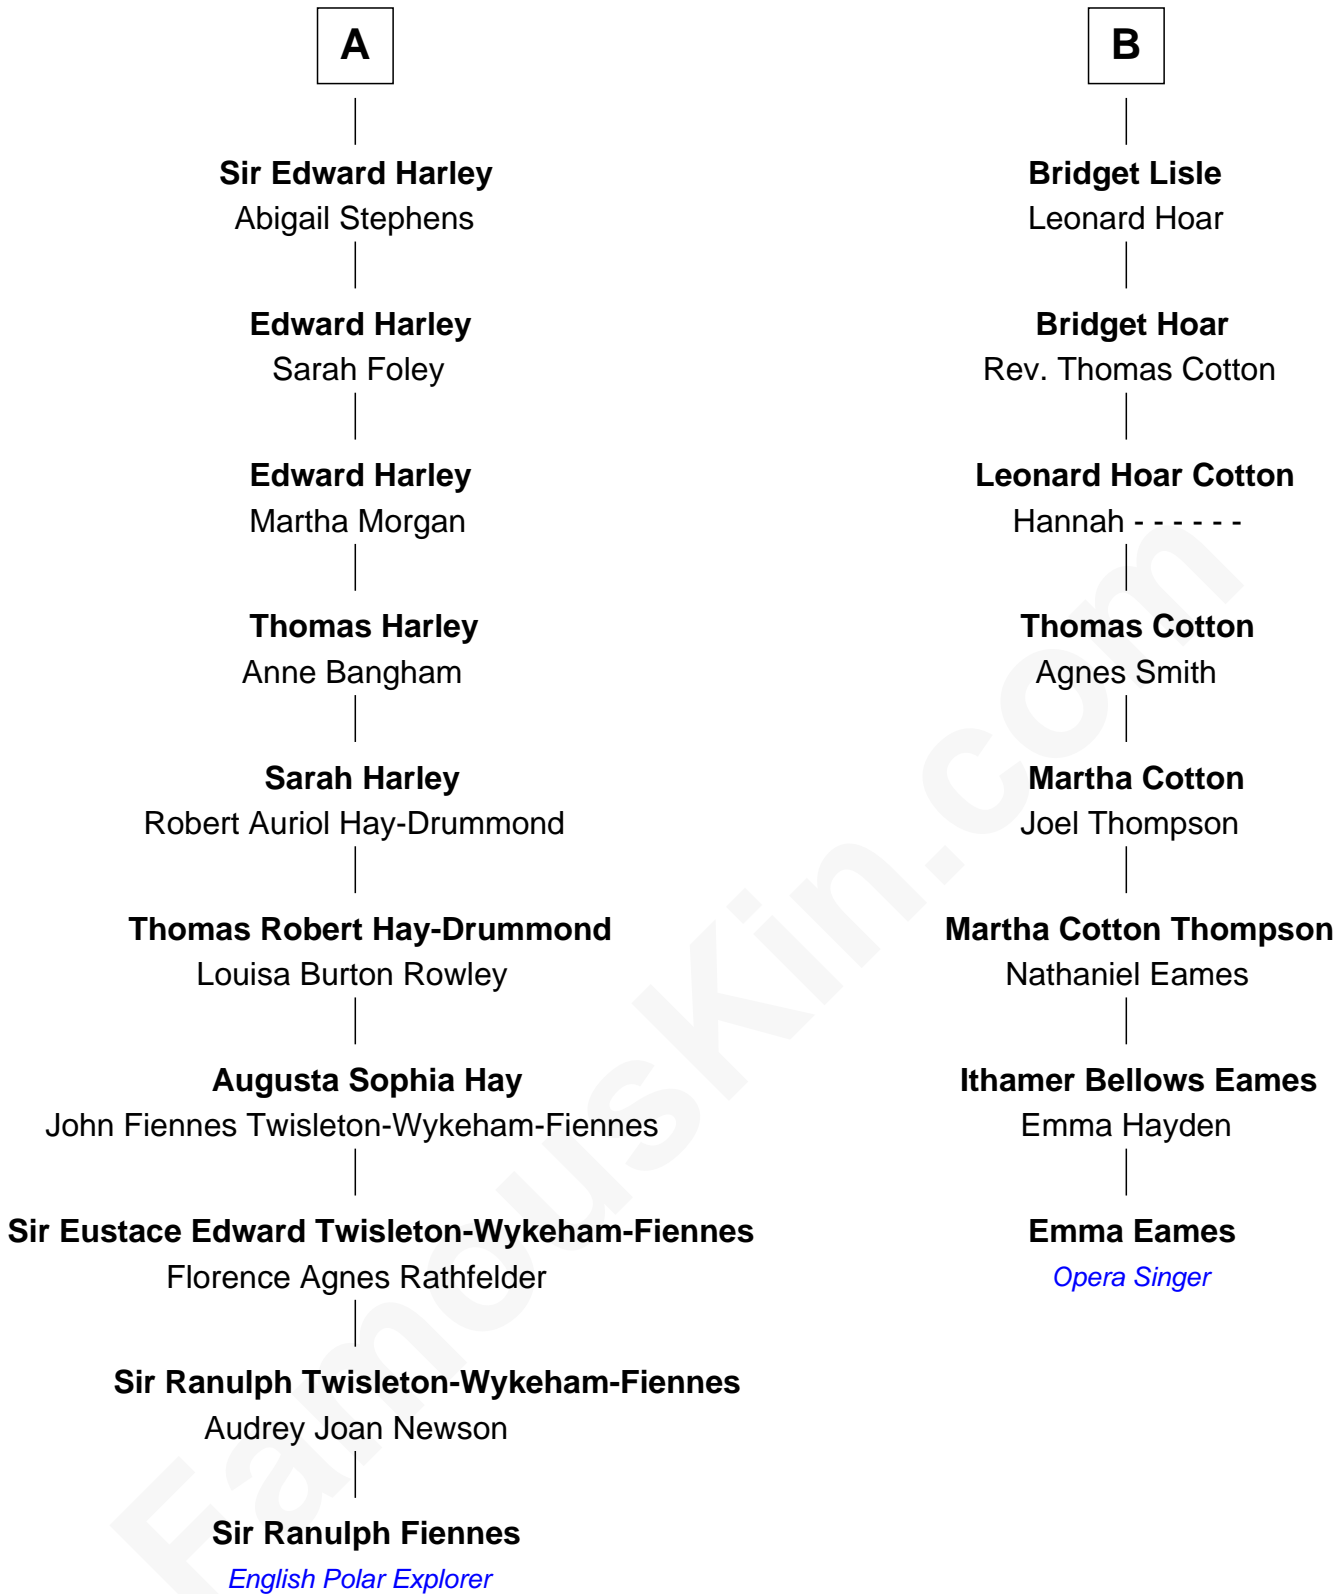 A
Sir Edward Harley
Abigail Stephens
Edward Harley
Sarah Foley
Edward Harley
Martha Morgan
Thomas Harley
Anne Bangham
Sarah Harley
Robert Auriol Hay-Drummond
Thomas Robert Hay-Drummond
Louisa Burton Rowley
Augusta Sophia Hay
John Fiennes Twisleton-Wykeham-Fiennes
Sir Eustace Edward Twisleton-Wykeham-Fiennes
Florence Agnes Rathfelder
Sir Ranulph Twisleton-Wykeham-Fiennes
Audrey Joan Newson
Sir Ranulph Fiennes
English Polar Explorer
B
Bridget Lisle
Leonard Hoar
Bridget Hoar
Rev. Thomas Cotton
Leonard Hoar Cotton
Hannah - - - - - -
Thomas Cotton
Agnes Smith
Martha Cotton
Joel Thompson
Martha Cotton Thompson
Nathaniel Eames
Ithamer Bellows Eames
Emma Hayden
Emma Eames
Opera Singer
FamousKin.com